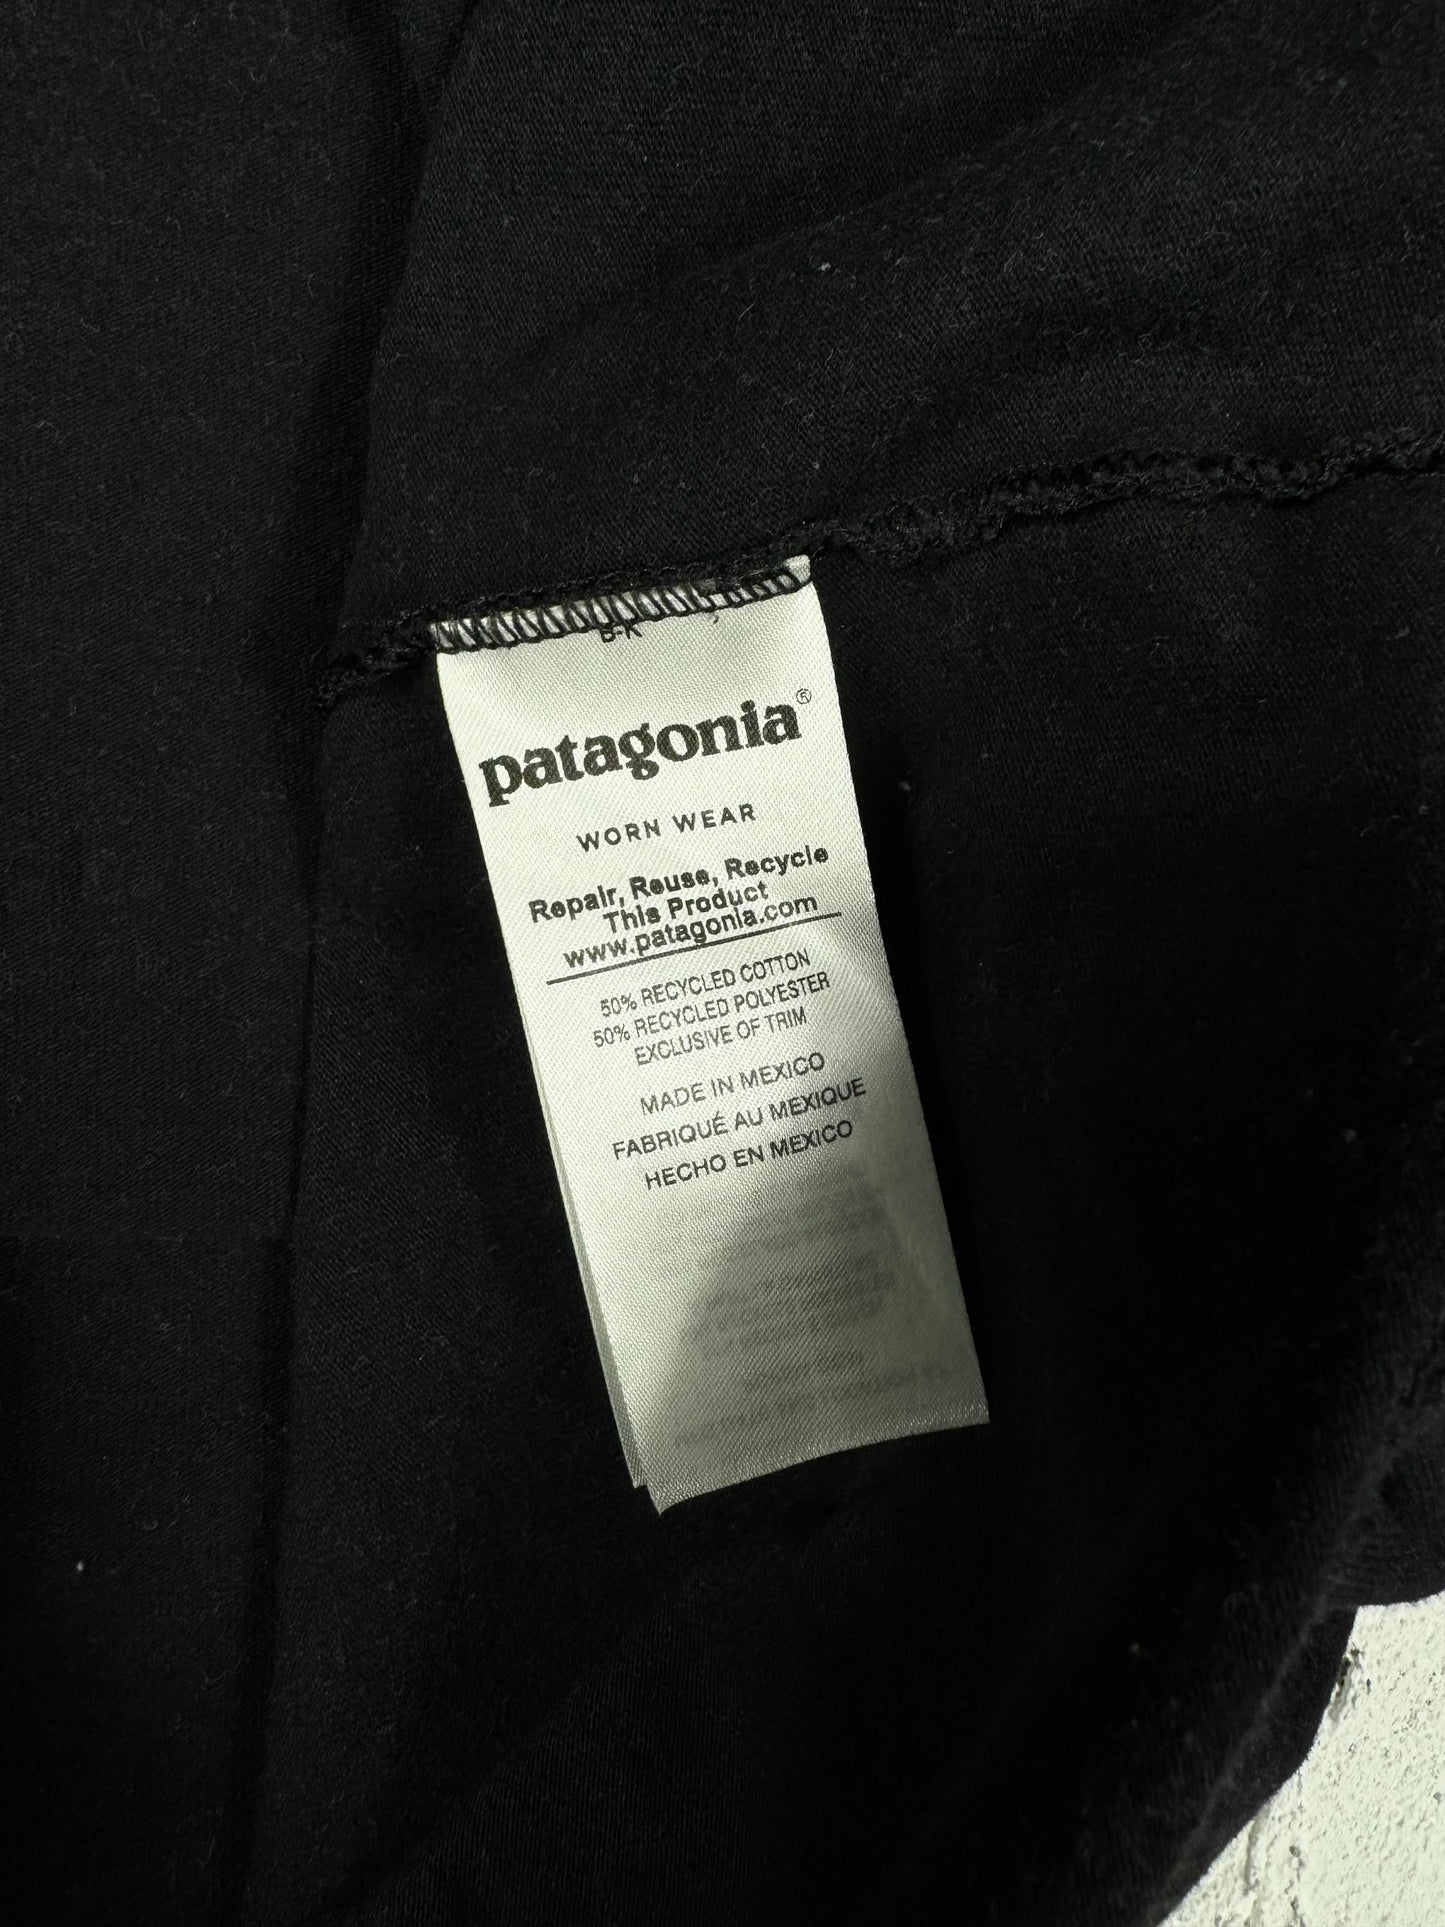 patagonia®
WORN WEAR
Repair, Reuse, Recycle
This Product
www.patagonia.com
50% RECYCLED COTTON
50% RECYCLED POLYESTER
EXCLUSIVE OF TRIM
MADE IN MEXICO
FABRIQUÉ AU MEXIQUE
HECHO EN MEXICO